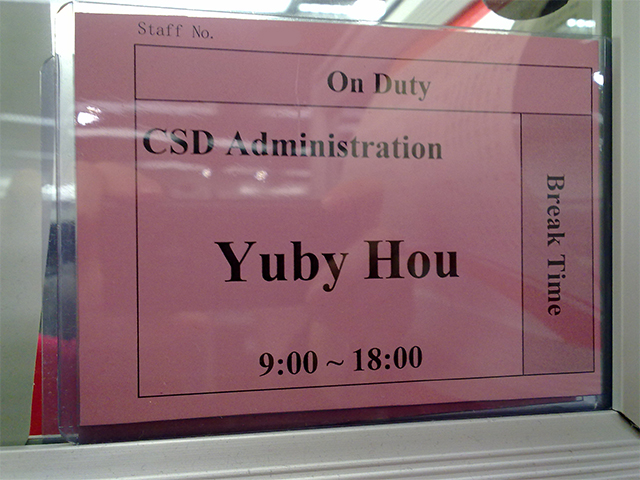 Staff No.
On Duty
CSD Administration
Yuby Hou
9:00 ~ 18:00
Break Time